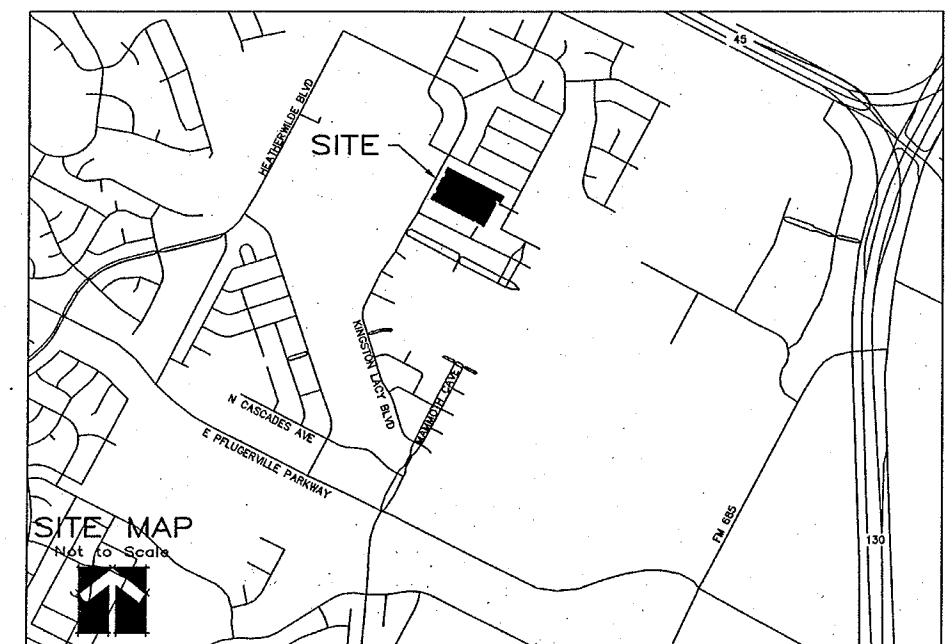 45
HEATHERWILDE BLVD
SITE
KINGSTON LACY BLVD
MAMMOTH CAVE
N CASCADES AVE
E PFLUGERVILLE PARKWAY
FM 685
130
SITE MAP
Not to Scale